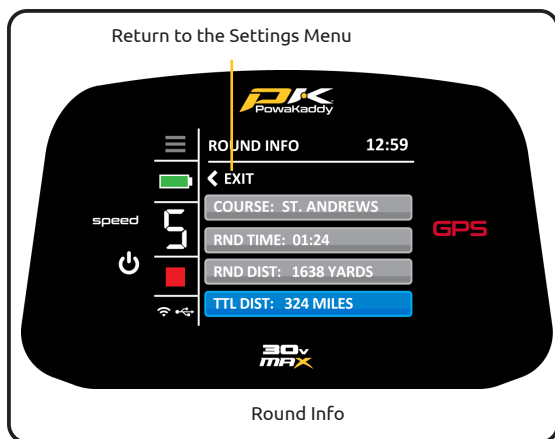 Return to the Settings Menu
PK
PowaKaddy
ROUND INFO 12:59
EXIT
speed
5
COURSE: ST. ANDREWS
GPS
RND TIME: 01:24
RND DIST: 1638 YARDS
TTL DIST: 324 MILES
30v
MAX
Round Info